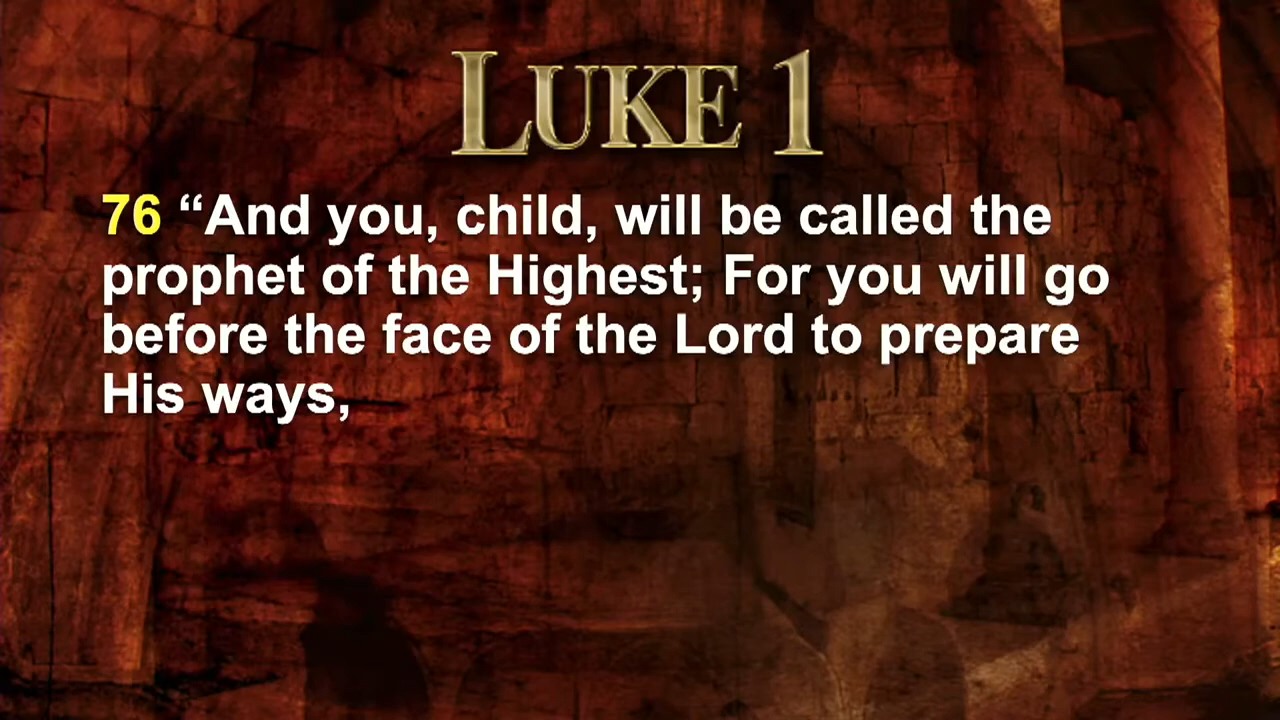 LUKE 1
76 “And you, child, will be called the
prophet of the Highest; For you will go
before the face of the Lord to prepare
His ways,